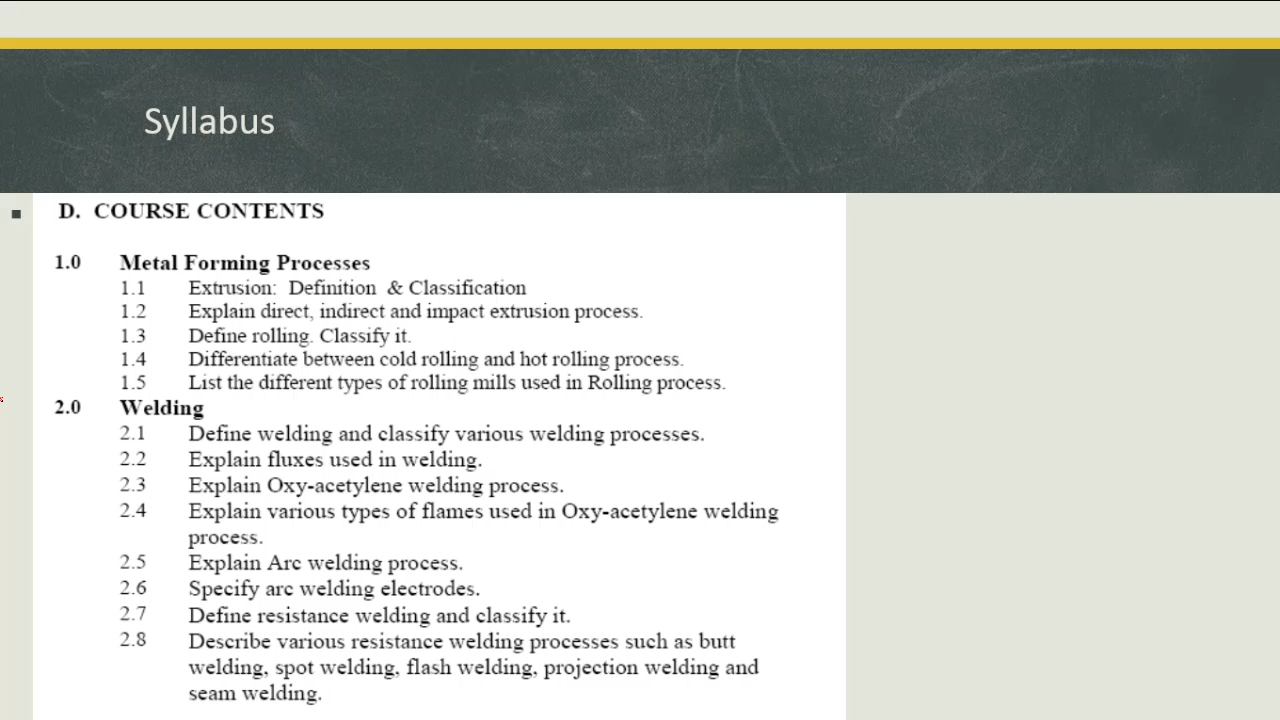 Syllabus
D. COURSE CONTENTS
1.0 Metal Forming Processes
1.1 Extrusion: Definition & Classification
1.2 Explain direct, indirect and impact extrusion process.
1.3 Define rolling. Classify it.
1.4 Differentiate between cold rolling and hot rolling process.
1.5 List the different types of rolling mills used in Rolling process.
2.0 Welding
2.1 Define welding and classify various welding processes.
2.2 Explain fluxes used in welding.
2.3 Explain Oxy-acetylene welding process.
2.4 Explain various types of flames used in Oxy-acetylene welding
process.
2.5 Explain Arc welding process.
2.6 Specify arc welding electrodes.
2.7 Define resistance welding and classify it.
2.8 Describe various resistance welding processes such as butt
welding, spot welding, flash welding, projection welding and
seam welding.